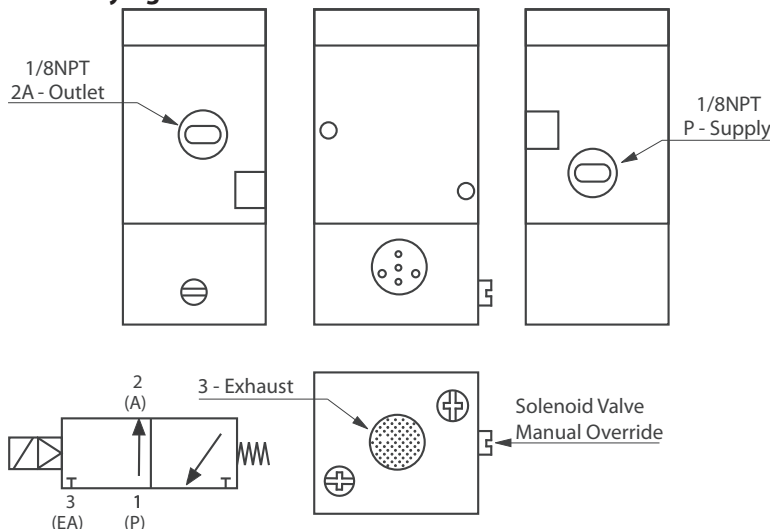 1/8NPT
2A - Outlet
1/8NPT
P - Supply
2
(A)
3 - Exhaust
Solenoid Valve
Manual Override
3
(EA)
1
(P)